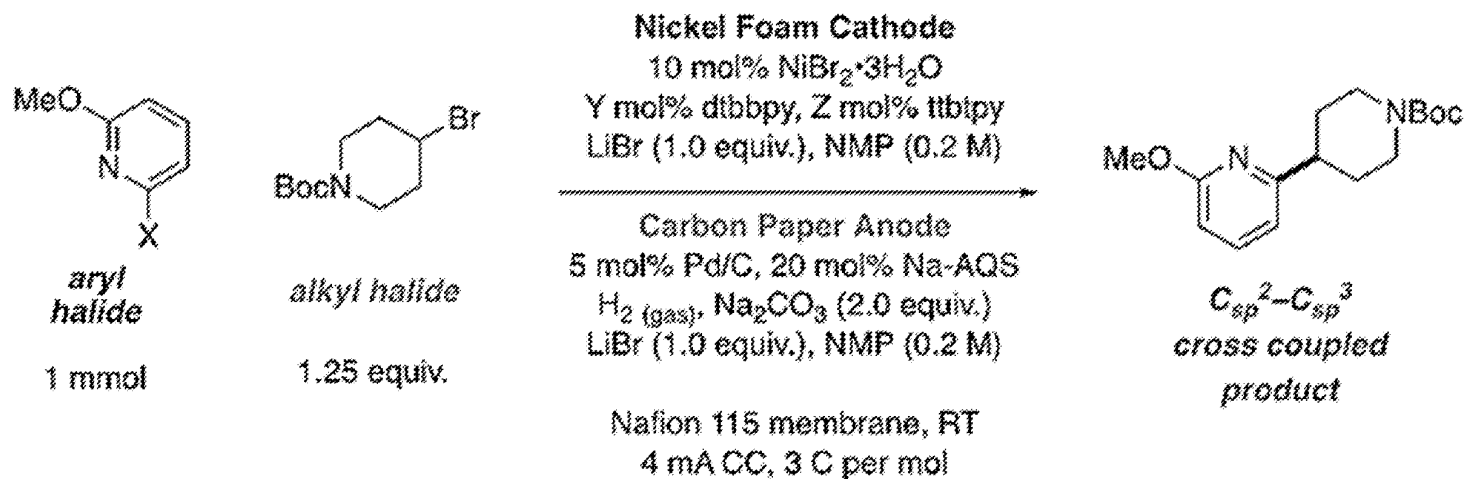 Nickel Foam Cathode
10 mol% NiBr₂•3H₂O
Y mol% dtbbpy, Z mol% ttbtpy
LiBr (1.0 equiv.), NMP (0.2 M)
Carbon Paper Anode
5 mol% Pd/C, 20 mol% Na-AQS
H₂ (gas), Na₂CO₃ (2.0 equiv.)
LiBr (1.0 equiv.), NMP (0.2 M)
Nafion 115 membrane, RT
4 mA CC, 3 C per mol
MeO
N
X
aryl
halide
1 mmol
Br
BocN
alkyl halide
1.25 equiv.
NBoc
MeO
N
Csp²–Csp³
cross coupled
product